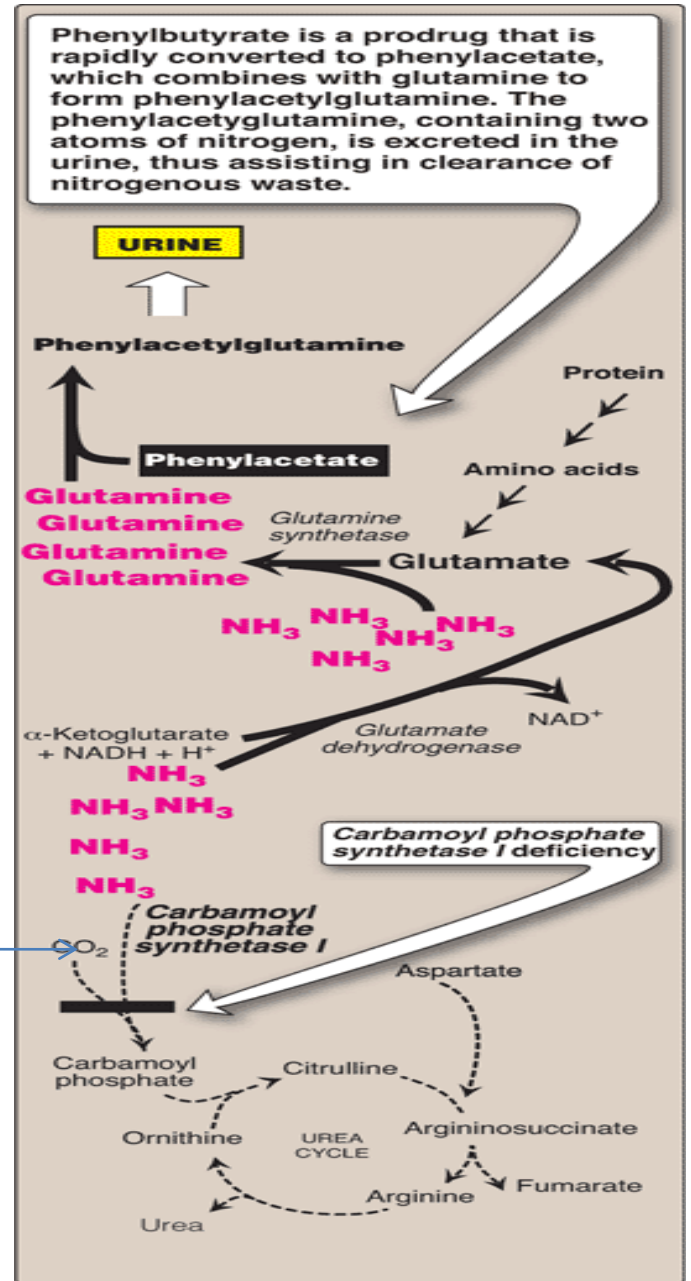 Phenylbutyrate is a prodrug that is
rapidly converted to phenylacetate,
which combines with glutamine to
form phenylacetylglutamine. The
phenylacetyglutamine, containing two
atoms of nitrogen, is excreted in the
urine, thus assisting in clearance of
nitrogenous waste.
URINE
Phenylacetylglutamine
Protein
Phenylacetate
Amino acids
Glutamine
Glutamine
Glutamine
Glutamine
Glutamine
synthetase
Glutamate
NH3
NH3
NH3
NH3
NH3
NAD+
α-Ketoglutarate
+ NADH + H+
Glutamate
dehydrogenase
NH3
NH3
NH3
NH3
NH3
Carbamoyl phosphate
synthetase I deficiency
Carbamoyl
phosphate
synthetase I
CO2
Aspartate
Carbamoyl
phosphate
Citrulline
Ornithine
UREA
CYCLE
Argininosuccinate
Arginine
Fumarate
Urea